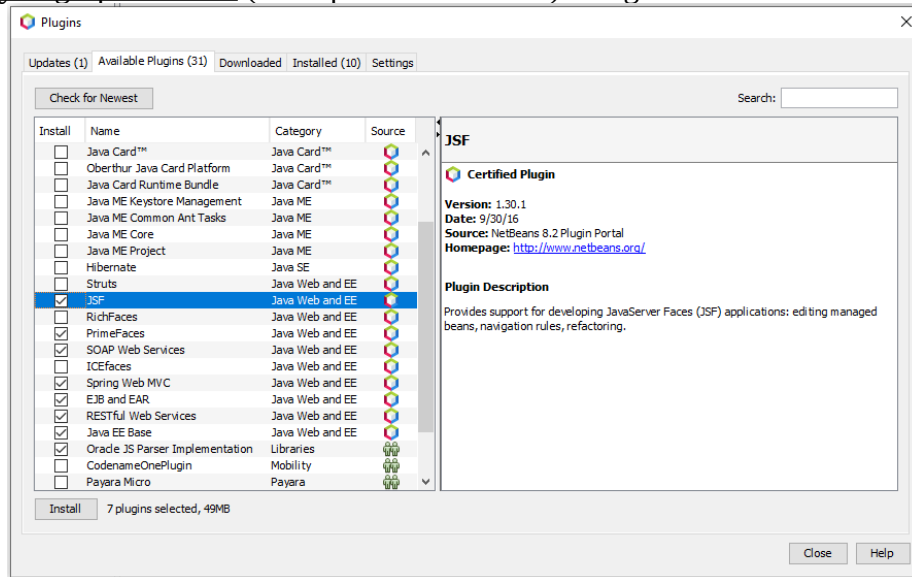 Plugins
Updates (1) Available Plugins (31) Downloaded Installed (10) Settings
Check for Newest Search:
Install Name Category Source
Java Card™ Java Card™
Oberthur Java Card Platform Java Card™
Java Card Runtime Bundle Java Card™
Java ME Keystore Management Java ME
Java ME Common Ant Tasks Java ME
Java ME Core Java ME
Java ME Project Java ME
Hibernate Java SE
Struts Java Web and EE
JSF Java Web and EE
RichFaces Java Web and EE
PrimeFaces Java Web and EE
SOAP Web Services Java Web and EE
ICEfaces Java Web and EE
Spring Web MVC Java Web and EE
EJB and EAR Java Web and EE
RESTful Web Services Java Web and EE
Java EE Base Java Web and EE
Oracle JS Parser Implementation Libraries
CodenameOnePlugin Mobility
Payara Micro Payara
JSF
Certified Plugin
Version: 1.30.1
Date: 9/30/16
Source: NetBeans 8.2 Plugin Portal
Homepage: http://www.netbeans.org/
Plugin Description
Provides support for developing JavaServer Faces (JSF) applications: editing managed
beans, navigation rules, refactoring.
Install 7 plugins selected, 49MB
Close Help